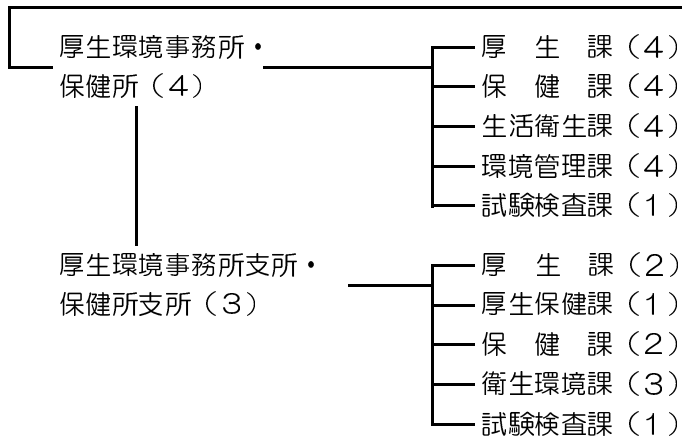 厚生環境事務所・
保健所（４）
厚　生　課（４）
保　健　課（４）
生活衛生課（４）
環境管理課（４）
試験検査課（１）
厚生環境事務所支所・
保健所支所（３）
厚　生　課（２）
厚生保健課（１）
保　健　課（２）
衛生環境課（３）
試験検査課（１）